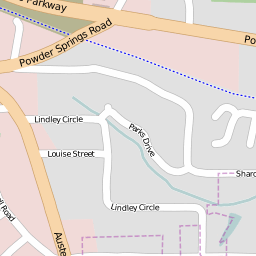 Parkway
Powder Springs Road
Po
Lindley Circle
Parks Drive
Louise Street
Shar
Lindley Circle
Road
Auste